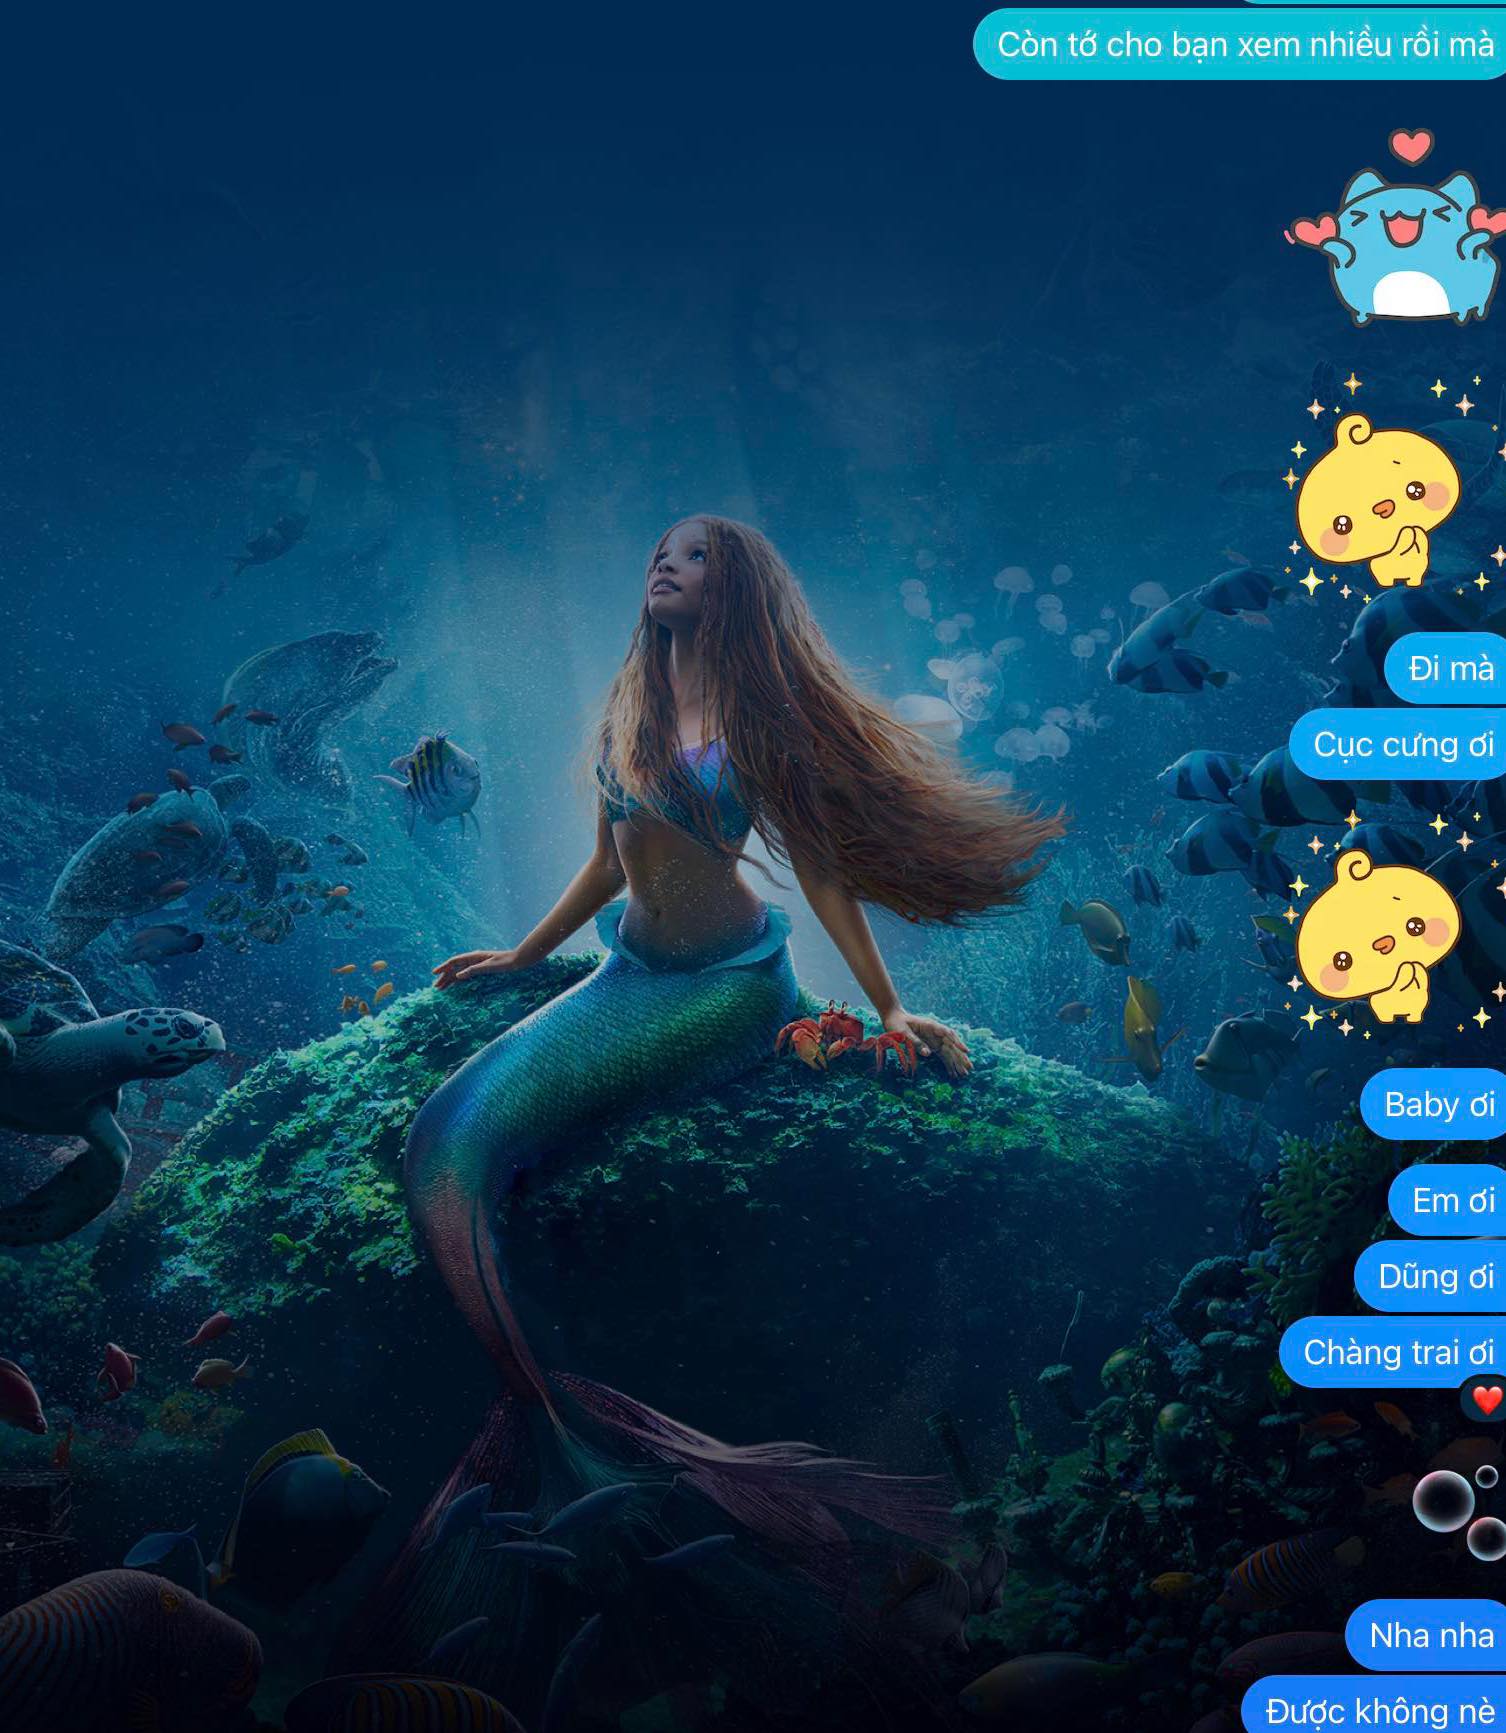 Còn tớ cho bạn xem nhiều rồi mà
Đi mà
Cục cưng ơi
Baby ơi
Em ơi
Dũng ơi
Chàng trai ơi
Nha nha
Được không nè